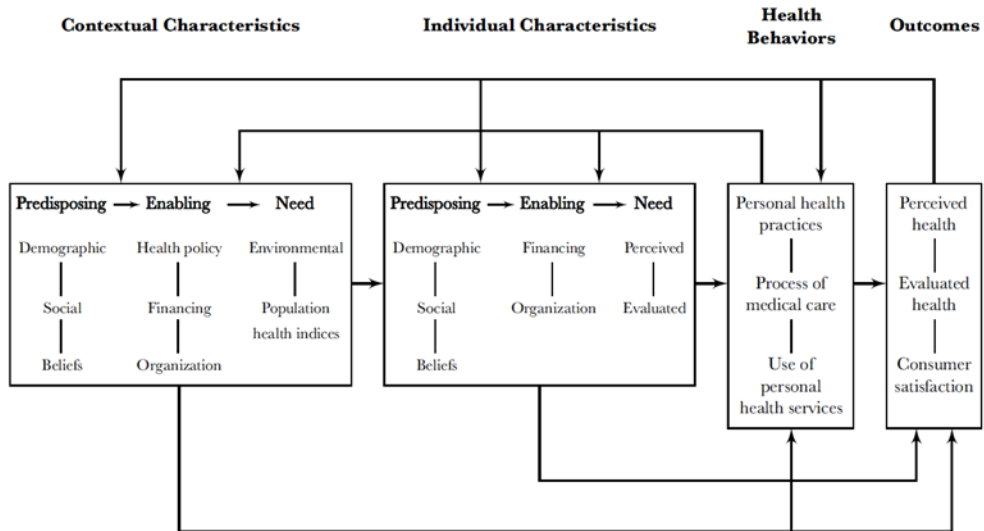 Contextual Characteristics
Individual Characteristics
Health
Behaviors
Outcomes
Predisposing
Enabling
Need
Demographic
Social
Beliefs
Health policy
Financing
Organization
Environmental
Population
health indices
Predisposing
Enabling
Need
Demographic
Social
Beliefs
Financing
Organization
Perceived
Evaluated
Personal health
practices
Process of
medical care
Use of
personal
health services
Perceived
health
Evaluated
health
Consumer
satisfaction